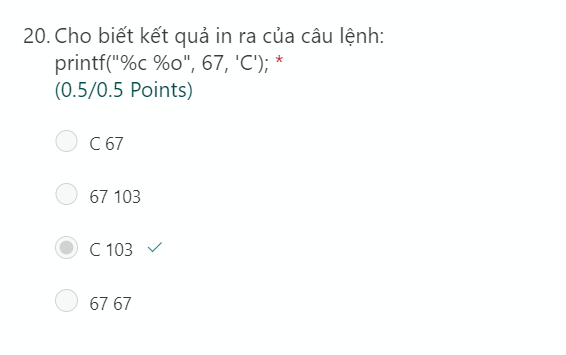 20. Cho biết kết quả in ra của câu lệnh:
printf("%c %o", 67, 'C'); *
(0.5/0.5 Points)
C 67
67 103
C 103
67 67